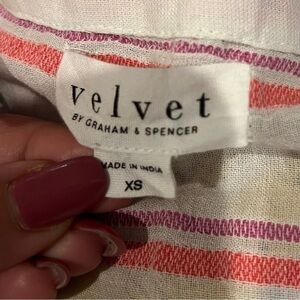 velvet
BY GRAHAM & SPENCER
MADE IN INDIA
XS